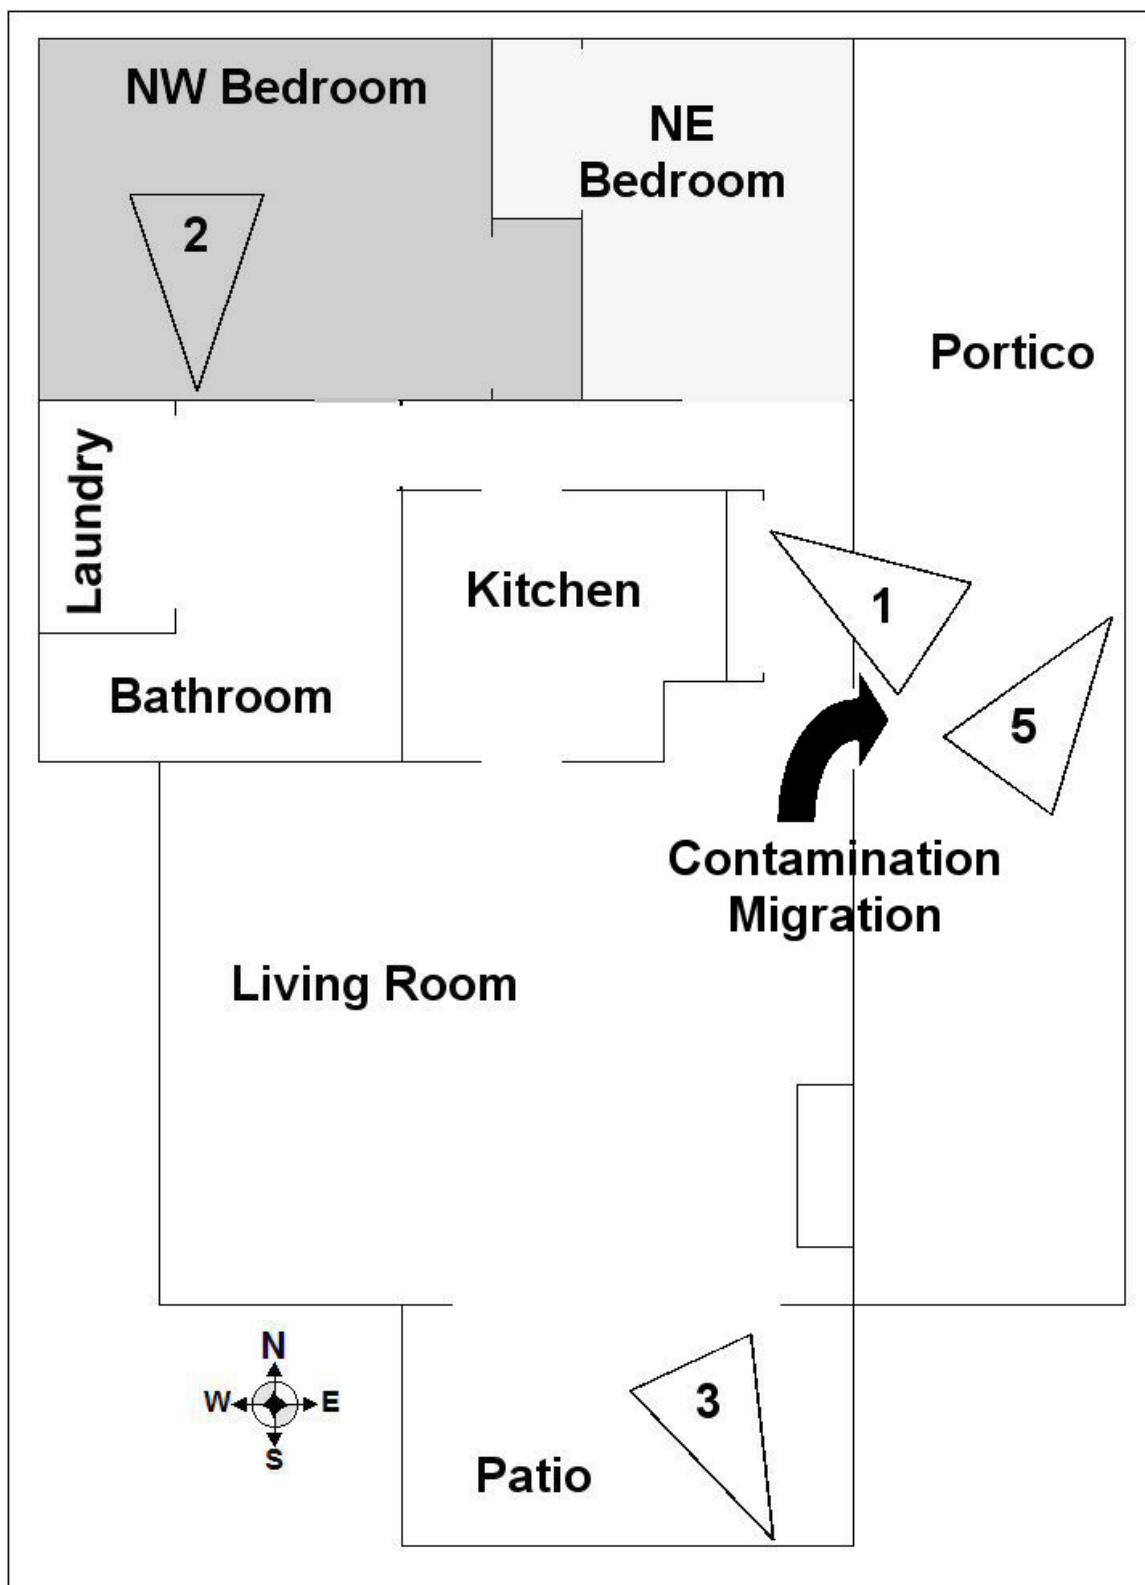 NW Bedroom
NE
Bedroom
2
Portico
Laundry
Kitchen
1
Bathroom
5
Contamination
Migration
Living Room
N
W E
S
3
Patio